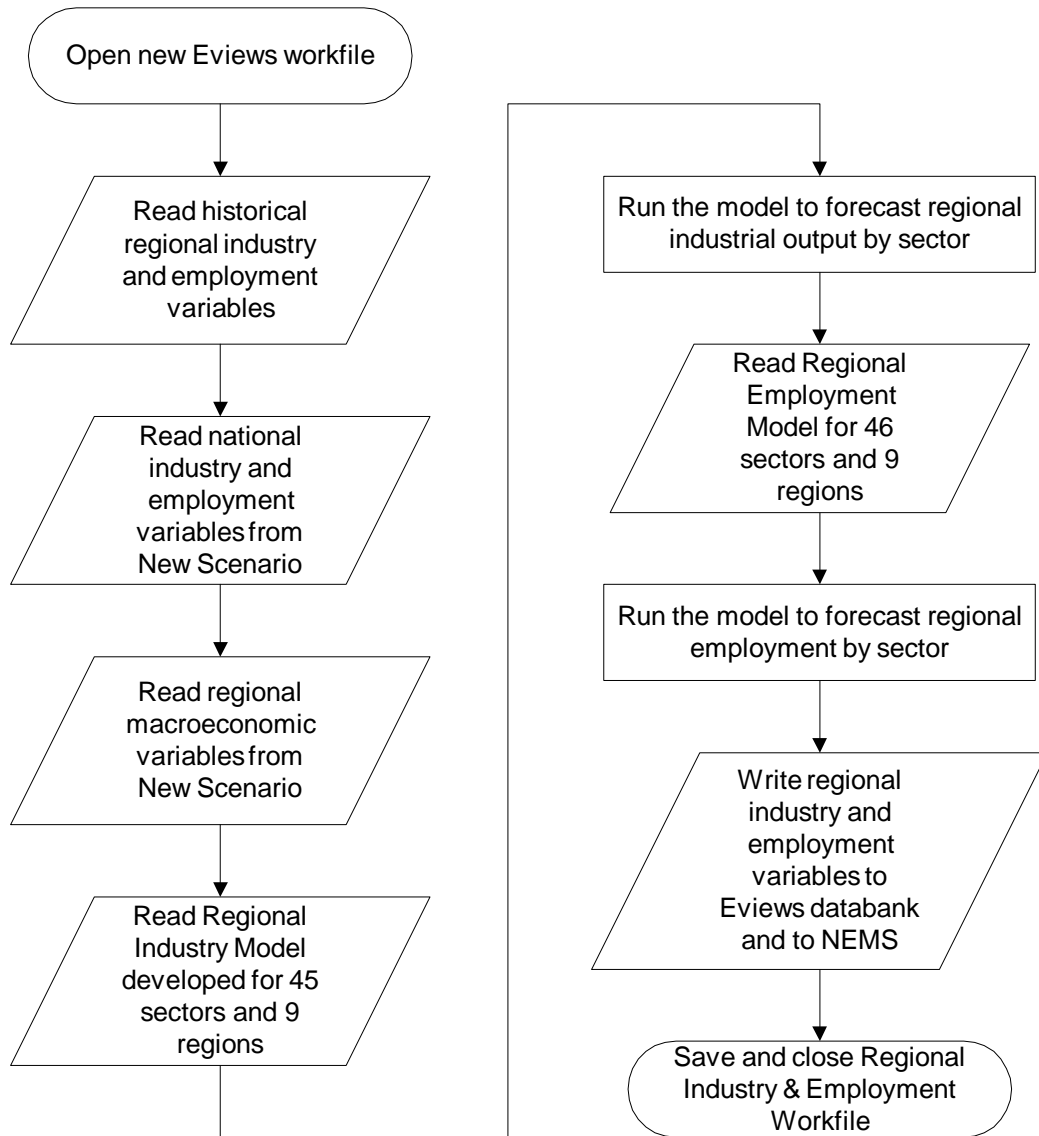 Open new Eviews workfile
Read historical
regional industry
and employment
variables
Read national
industry and
employment
variables from
New Scenario
Read regional
macroeconomic
variables from
New Scenario
Read Regional
Industry Model
developed for 45
sectors and 9
regions
Run the model to forecast regional
industrial output by sector
Read Regional
Employment
Model for 46
sectors and 9
regions
Run the model to forecast regional
employment by sector
Write regional
industry and
employment
variables to
Eviews databank
and to NEMS
Save and close Regional
Industry & Employment
Workfile